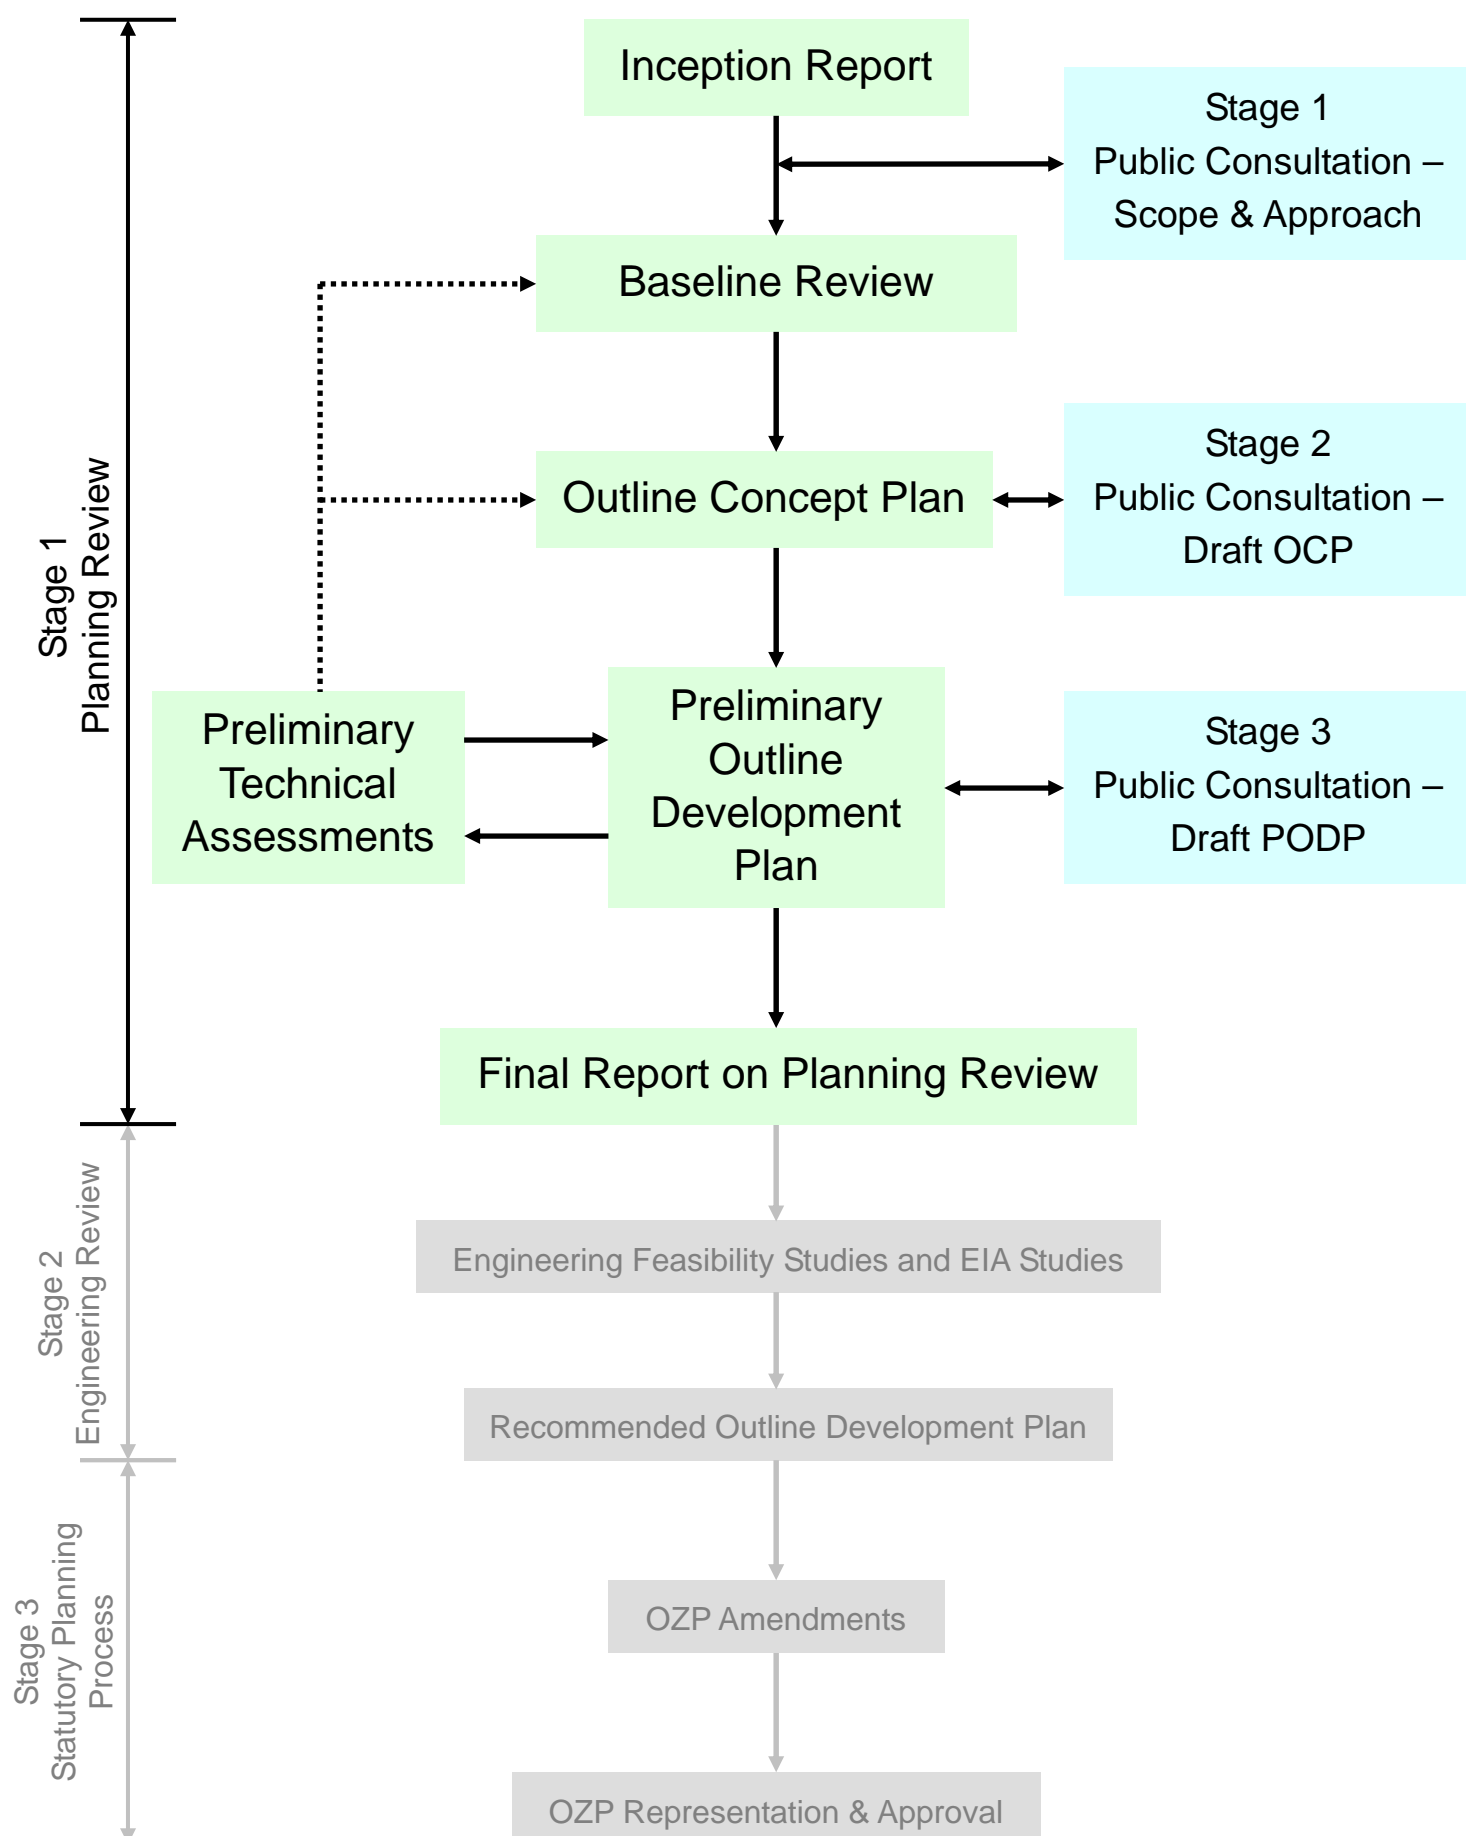 Inception Report
Stage 1
Public Consultation –
Scope & Approach
Baseline Review
Stage 2
Public Consultation –
Draft OCP
Outline Concept Plan
Stage 1
Planning Review
Preliminary
Technical
Assessments
Preliminary
Outline
Development
Plan
Stage 3
Public Consultation –
Draft PODP
Final Report on Planning Review
Stage 2
Engineering Review
Engineering Feasibility Studies and EIA Studies
Recommended Outline Development Plan
Stage 3
Statutory Planning
Process
OZP Amendments
OZP Representation & Approval